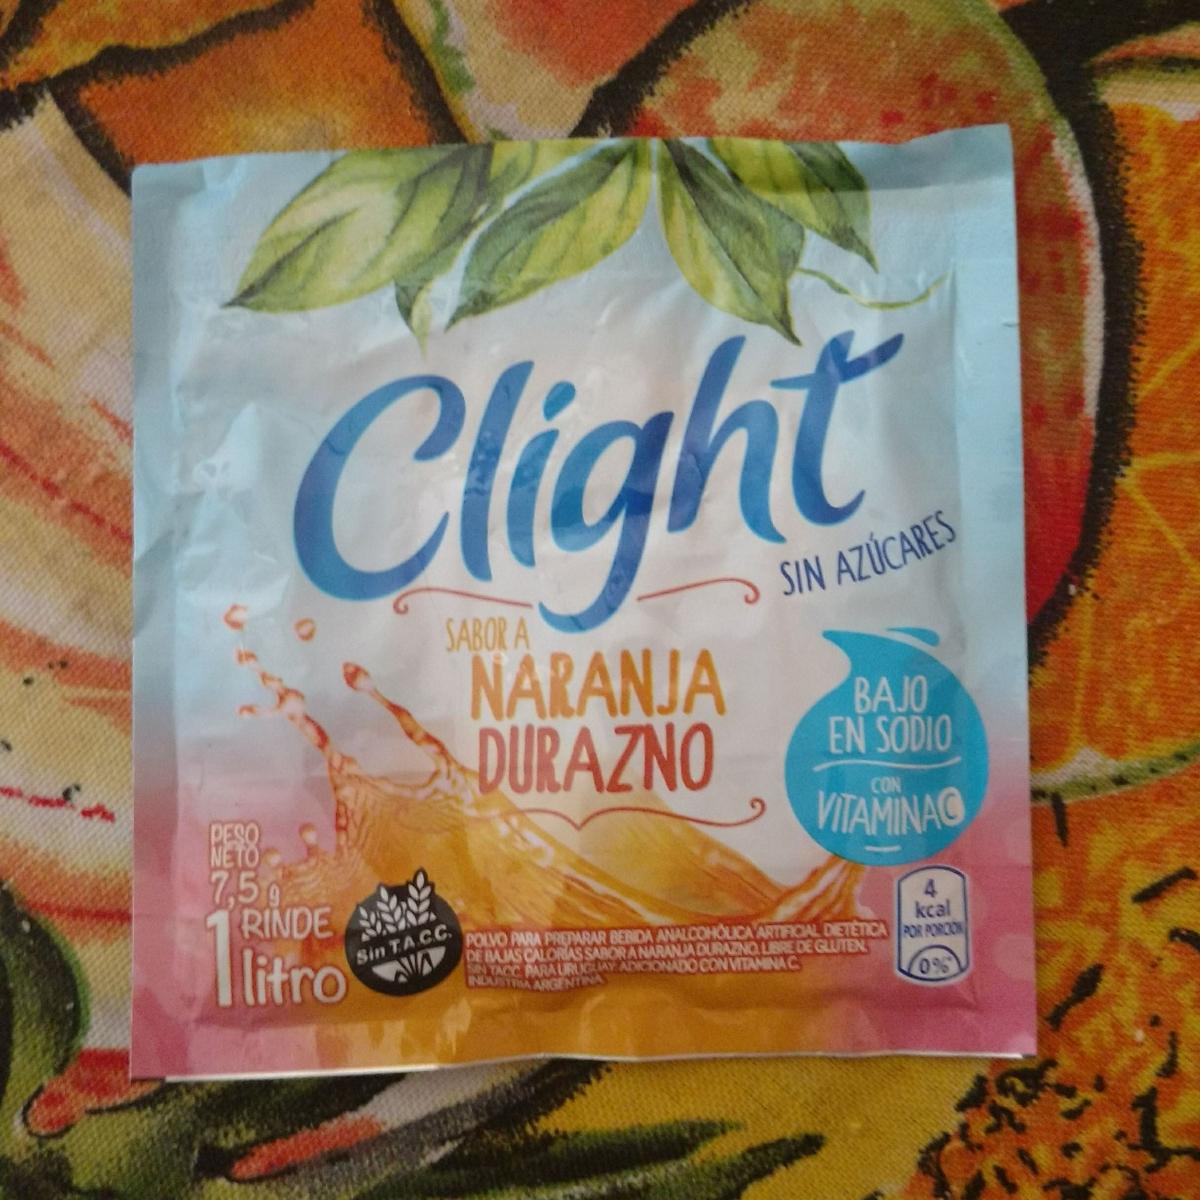 Clight
SIN AZÚCARES
SABOR A
NARANJA
DURAZNO
BAJO
EN SODIO
CON
VITAMINA C
PESO
NETO
7,5 g
RINDE
1 litro
Sin T.A.C.C.
POLVO PARA PREPARAR BEBIDA ANALCOHÓLICA ARTIFICIAL DIETÉTICA
DE BAJAS CALORÍAS SABOR A NARANJA DURAZNO. LIBRE DE GLUTEN.
SIN TACC. PARA URUGUAY: ADICIONADO CON VITAMINA C.
INDUSTRIA ARGENTINA
4
kcal
POR PORCIÓN
0%*